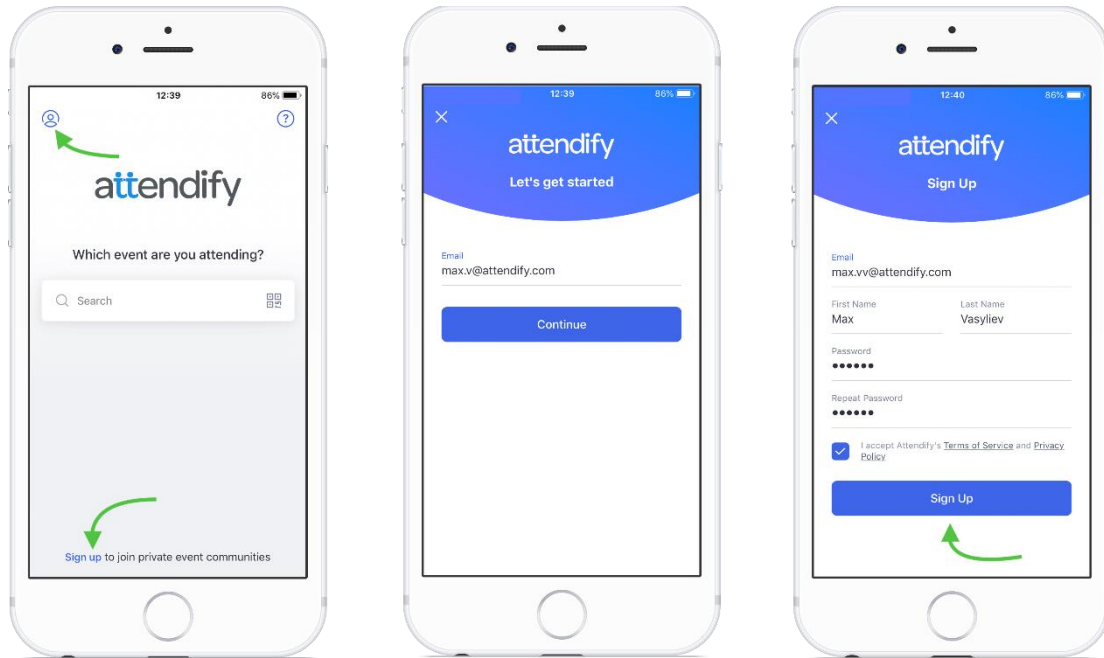 12:39 86%
?
attendify
Which event are you attending?
Search
Sign up to join private event communities
12:39 86%
attendify
Let's get started
Email
max.v@attendify.com
Continue
12:40 86%
attendify
Sign Up
Email
max.vv@attendify.com
First Name Last Name
Max Vasyliev
Password
••••••
Repeat Password
••••••
I accept Attendify's Terms of Service and Privacy
Policy
Sign Up